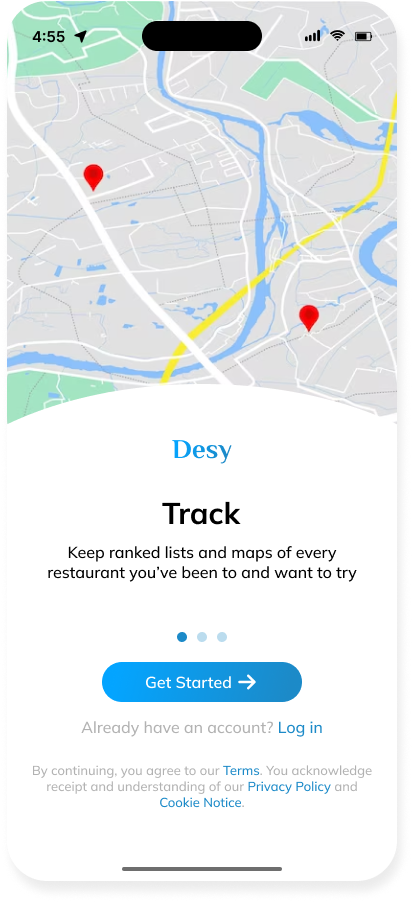 4:55
Desy
Track
Keep ranked lists and maps of every
restaurant you’ve been to and want to try
Get Started
Already have an account? Log in
By continuing, you agree to our Terms. You acknowledge
receipt and understanding of our Privacy Policy and
Cookie Notice.